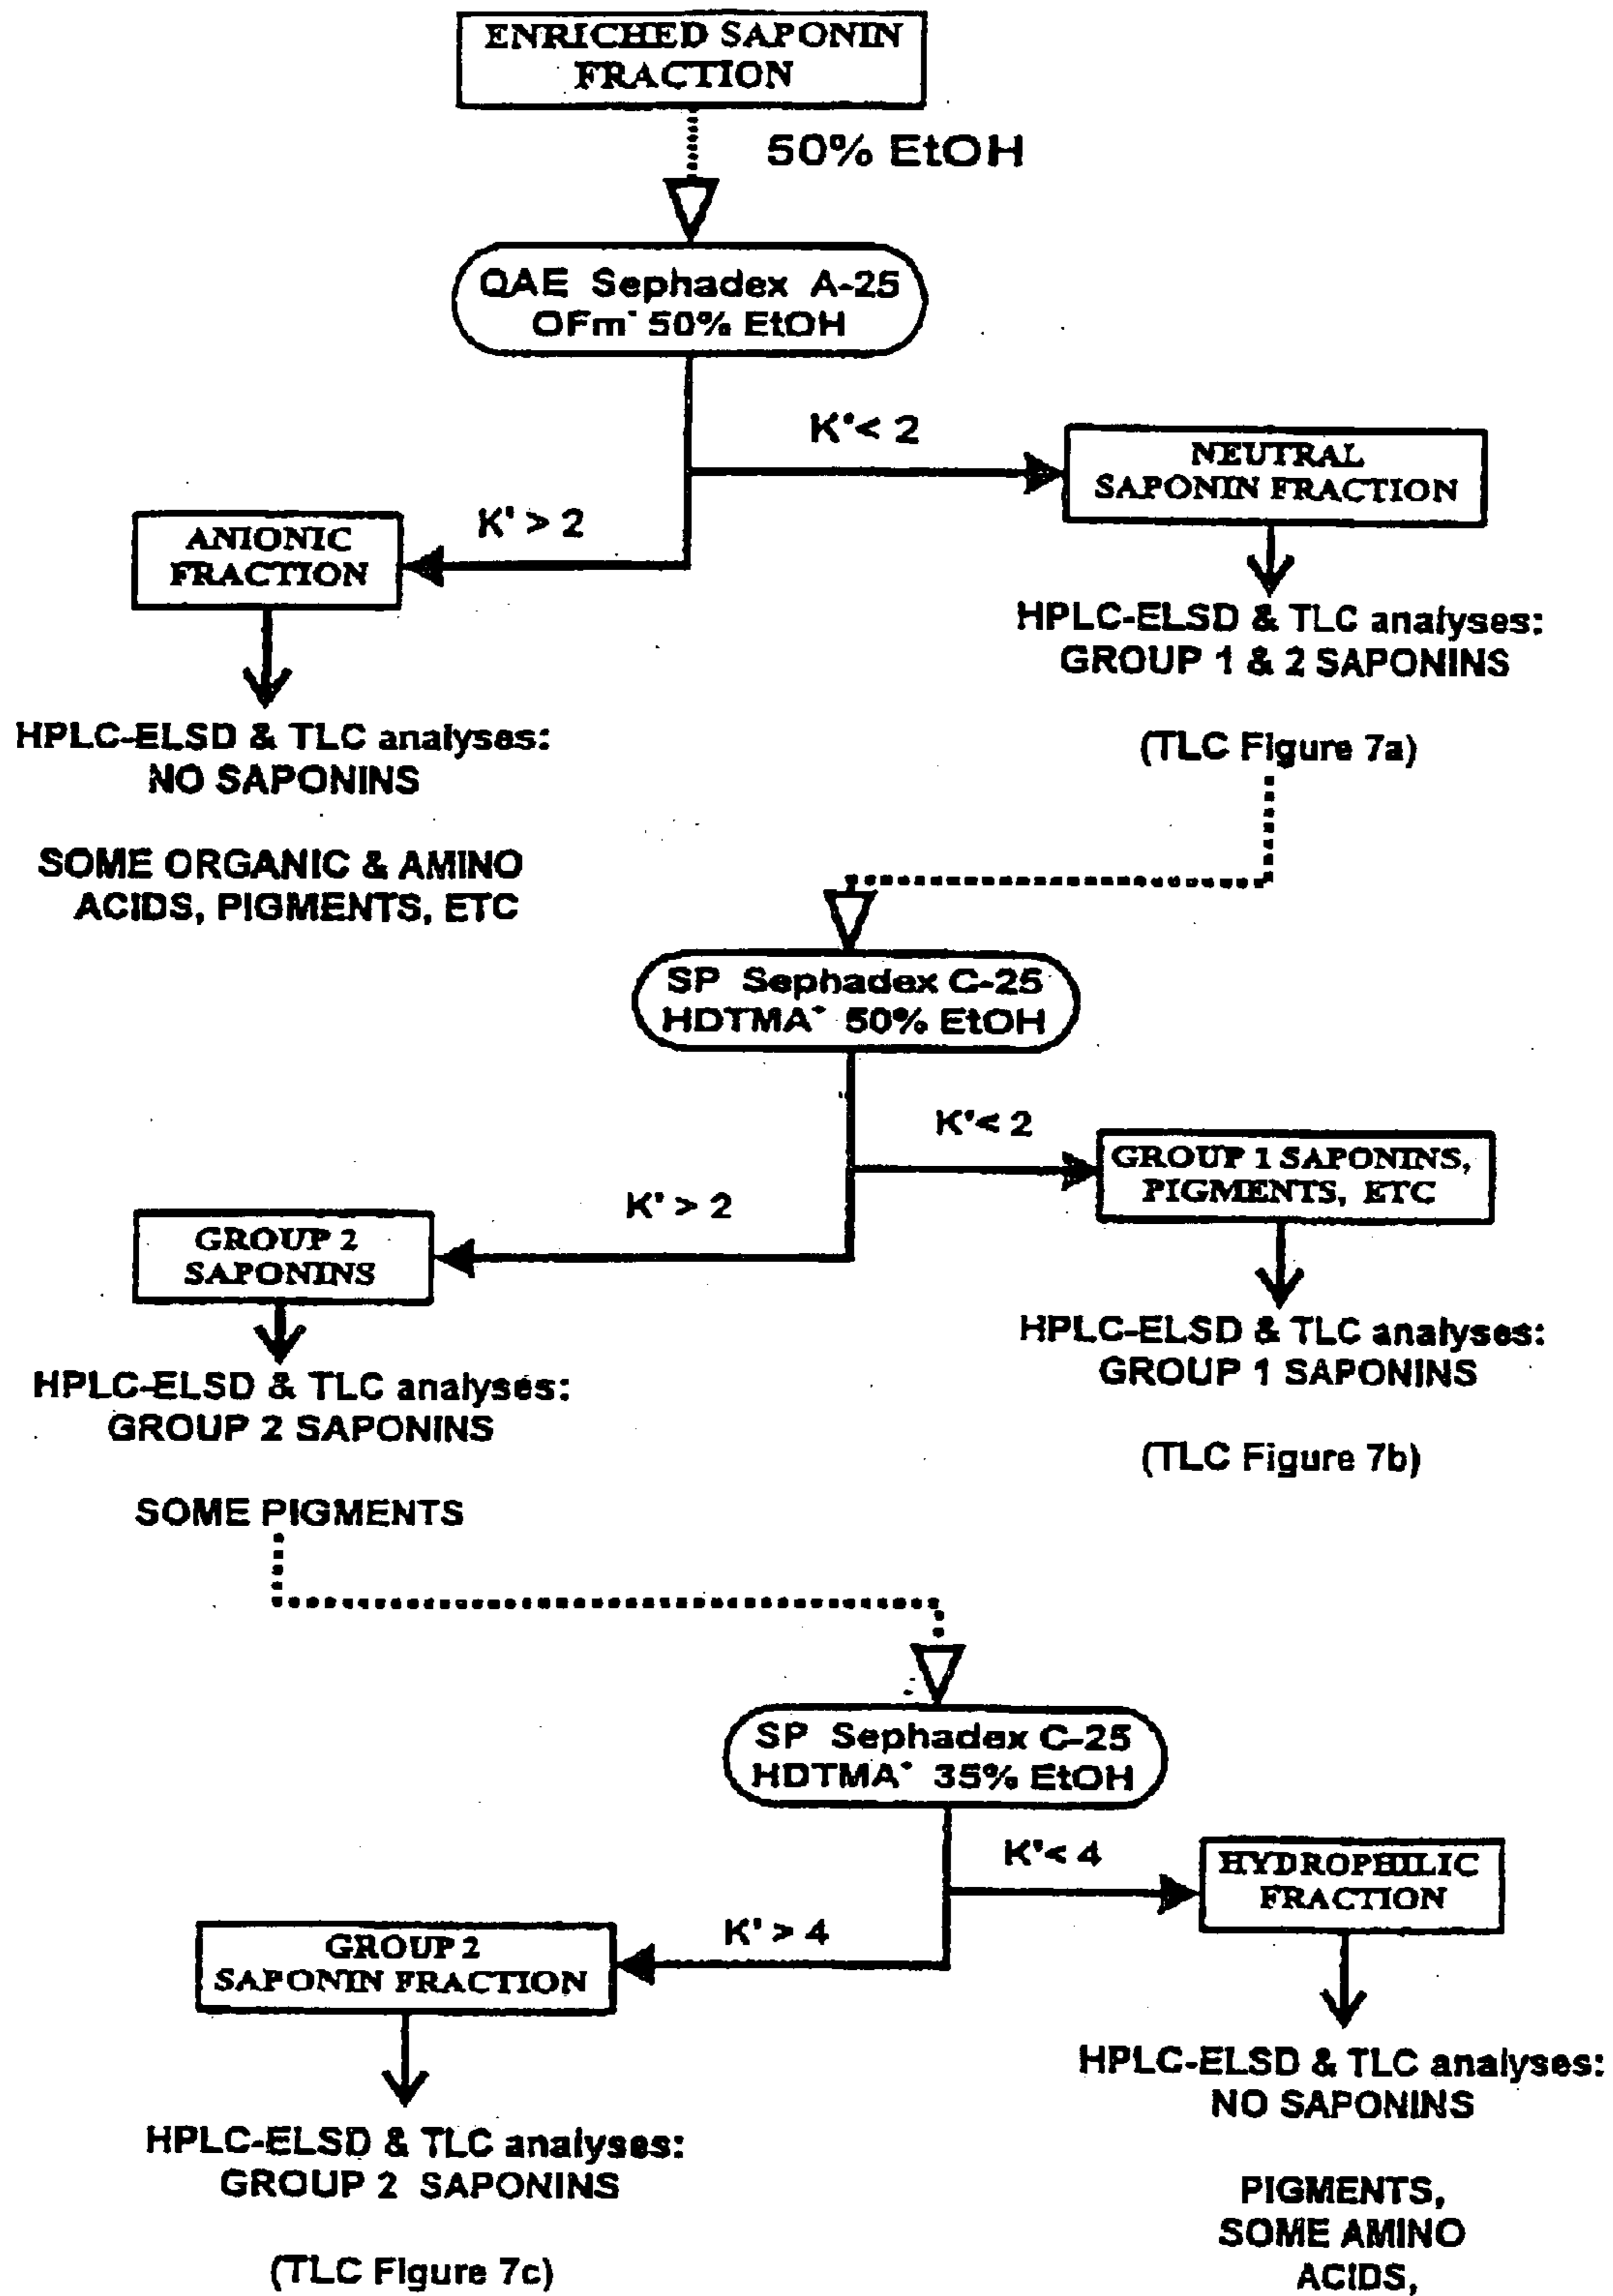 ENRICHED SAPONIN
FRACTION
50% EtOH
QAE Sephadex A-25
OFm⁻ 50% EtOH
K'< 2
NEUTRAL
SAPONIN FRACTION
K' > 2
ANIONIC
FRACTION
HPLC-ELSD & TLC analyses:
GROUP 1 & 2 SAPONINS
(TLC Figure 7a)
HPLC-ELSD & TLC analyses:
NO SAPONINS
SOME ORGANIC & AMINO
ACIDS, PIGMENTS, ETC
SP Sephadex C-25
HDTMA⁺ 50% EtOH
K'< 2
GROUP 1 SAPONINS,
PIGMENTS, ETC
K' > 2
GROUP 2
SAPONINS
HPLC-ELSD & TLC analyses:
GROUP 1 SAPONINS
(TLC Figure 7b)
HPLC-ELSD & TLC analyses:
GROUP 2 SAPONINS
SOME PIGMENTS
SP Sephadex C-25
HDTMA⁺ 35% EtOH
K'< 4
HYDROPHILIC
FRACTION
K' > 4
GROUP 2
SAPONIN FRACTION
HPLC-ELSD & TLC analyses:
NO SAPONINS
PIGMENTS,
SOME AMINO
ACIDS,
HPLC-ELSD & TLC analyses:
GROUP 2 SAPONINS
(TLC Figure 7c)